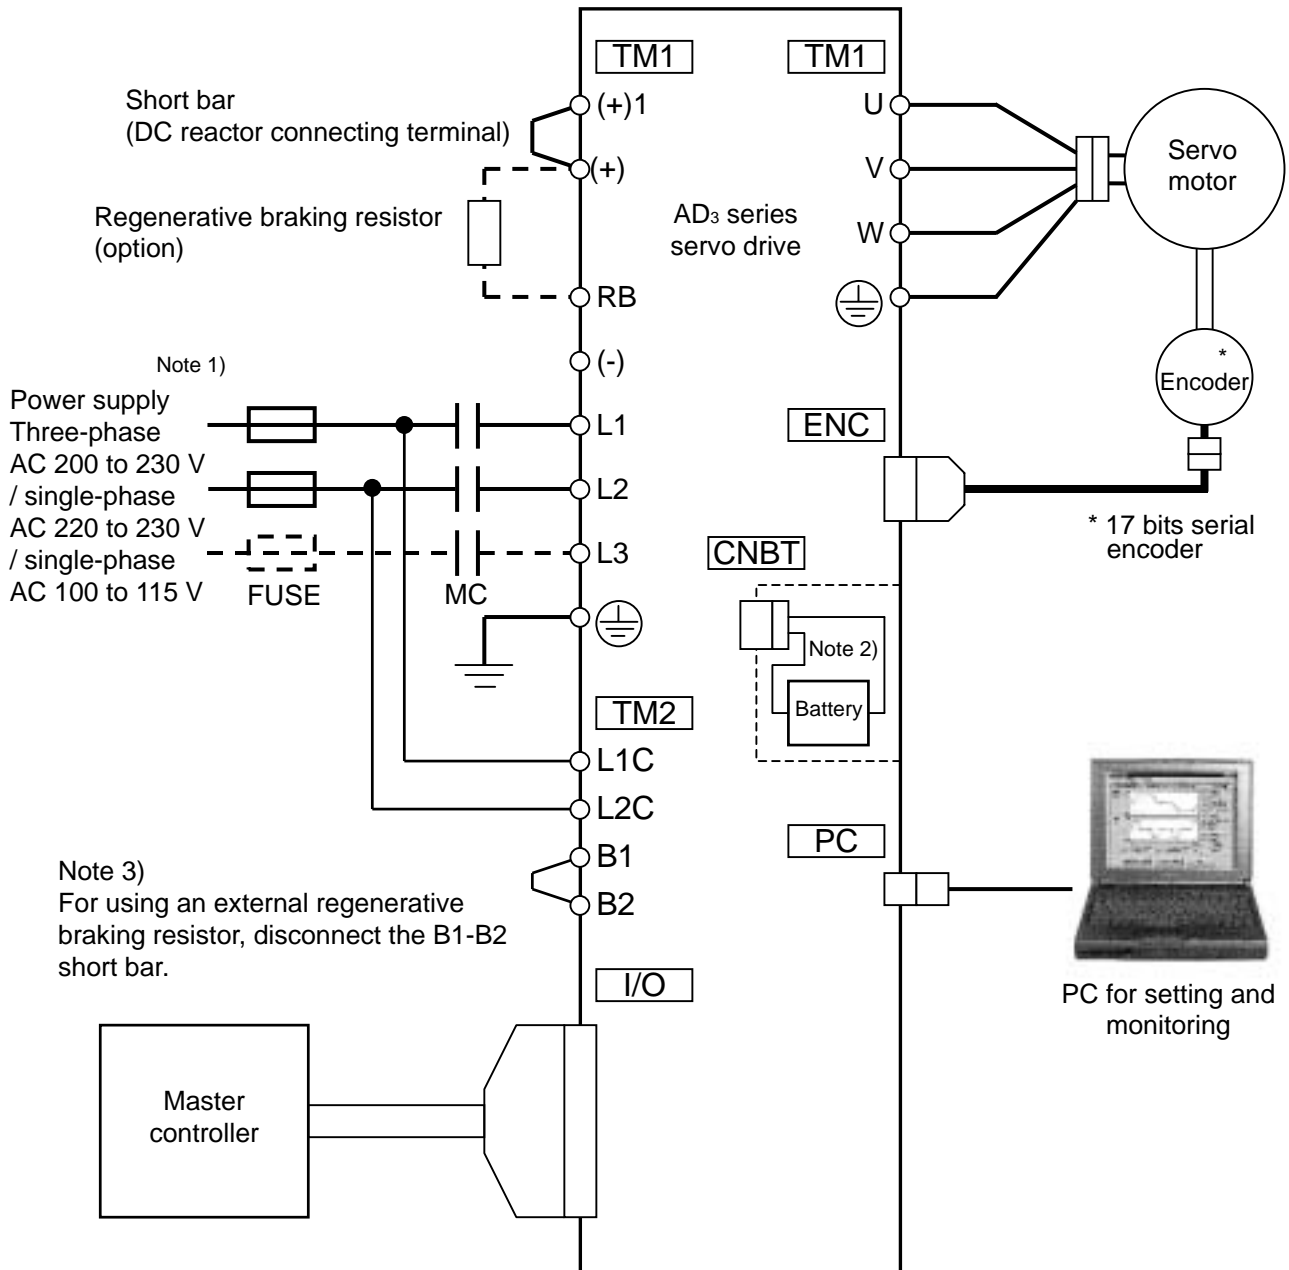 TM1
TM1
Short bar
(DC reactor connecting terminal)
(+)1
(+)
U
V
W
Servo
motor
Regenerative braking resistor
(option)
AD3 series
servo drive
RB
(-)
Note 1)
Power supply
Three-phase
AC 200 to 230 V
/ single-phase
AC 220 to 230 V
/ single-phase
AC 100 to 115 V
FUSE
MC
L1
L2
L3
*
Encoder
ENC
* 17 bits serial
encoder
CNBT
Note 2)
Battery
TM2
L1C
L2C
B1
B2
PC
Note 3)
For using an external regenerative
braking resistor, disconnect the B1-B2
short bar.
I/O
PC for setting and
monitoring
Master
controller